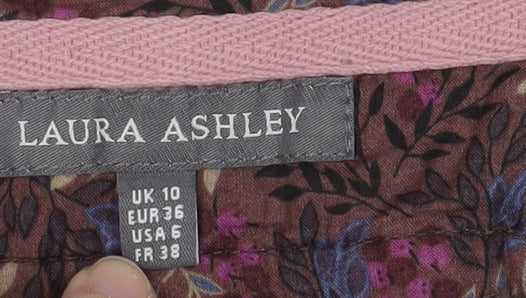 LAURA ASHLEY
UK 10
EUR 36
USA 6
FR 38